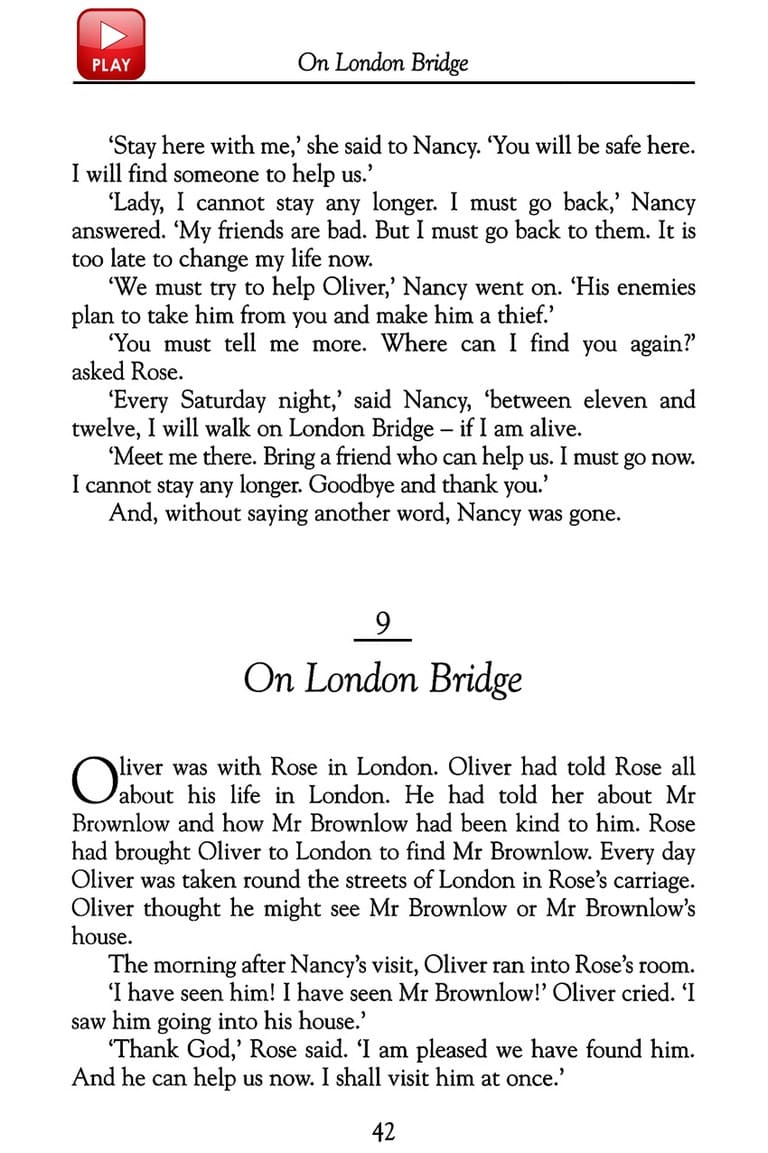 PLAY
On London Bridge
‘Stay here with me,’ she said to Nancy. ‘You will be safe here.
I will find someone to help us.’
‘Lady, I cannot stay any longer. I must go back,’ Nancy
answered. ‘My friends are bad. But I must go back to them. It is
too late to change my life now.
‘We must try to help Oliver,’ Nancy went on. ‘His enemies
plan to take him from you and make him a thief.’
‘You must tell me more. Where can I find you again?’
asked Rose.
‘Every Saturday night,’ said Nancy, ‘between eleven and
twelve, I will walk on London Bridge – if I am alive.
‘Meet me there. Bring a friend who can help us. I must go now.
I cannot stay any longer. Goodbye and thank you.’
And, without saying another word, Nancy was gone.
9
On London Bridge
Oliver was with Rose in London. Oliver had told Rose all
about his life in London. He had told her about Mr
Brownlow and how Mr Brownlow had been kind to him. Rose
had brought Oliver to London to find Mr Brownlow. Every day
Oliver was taken round the streets of London in Rose’s carriage.
Oliver thought he might see Mr Brownlow or Mr Brownlow’s
house.
The morning after Nancy’s visit, Oliver ran into Rose’s room.
‘I have seen him! I have seen Mr Brownlow!’ Oliver cried. ‘I
saw him going into his house.’
‘Thank God,’ Rose said. ‘I am pleased we have found him.
And he can help us now. I shall visit him at once.’
42